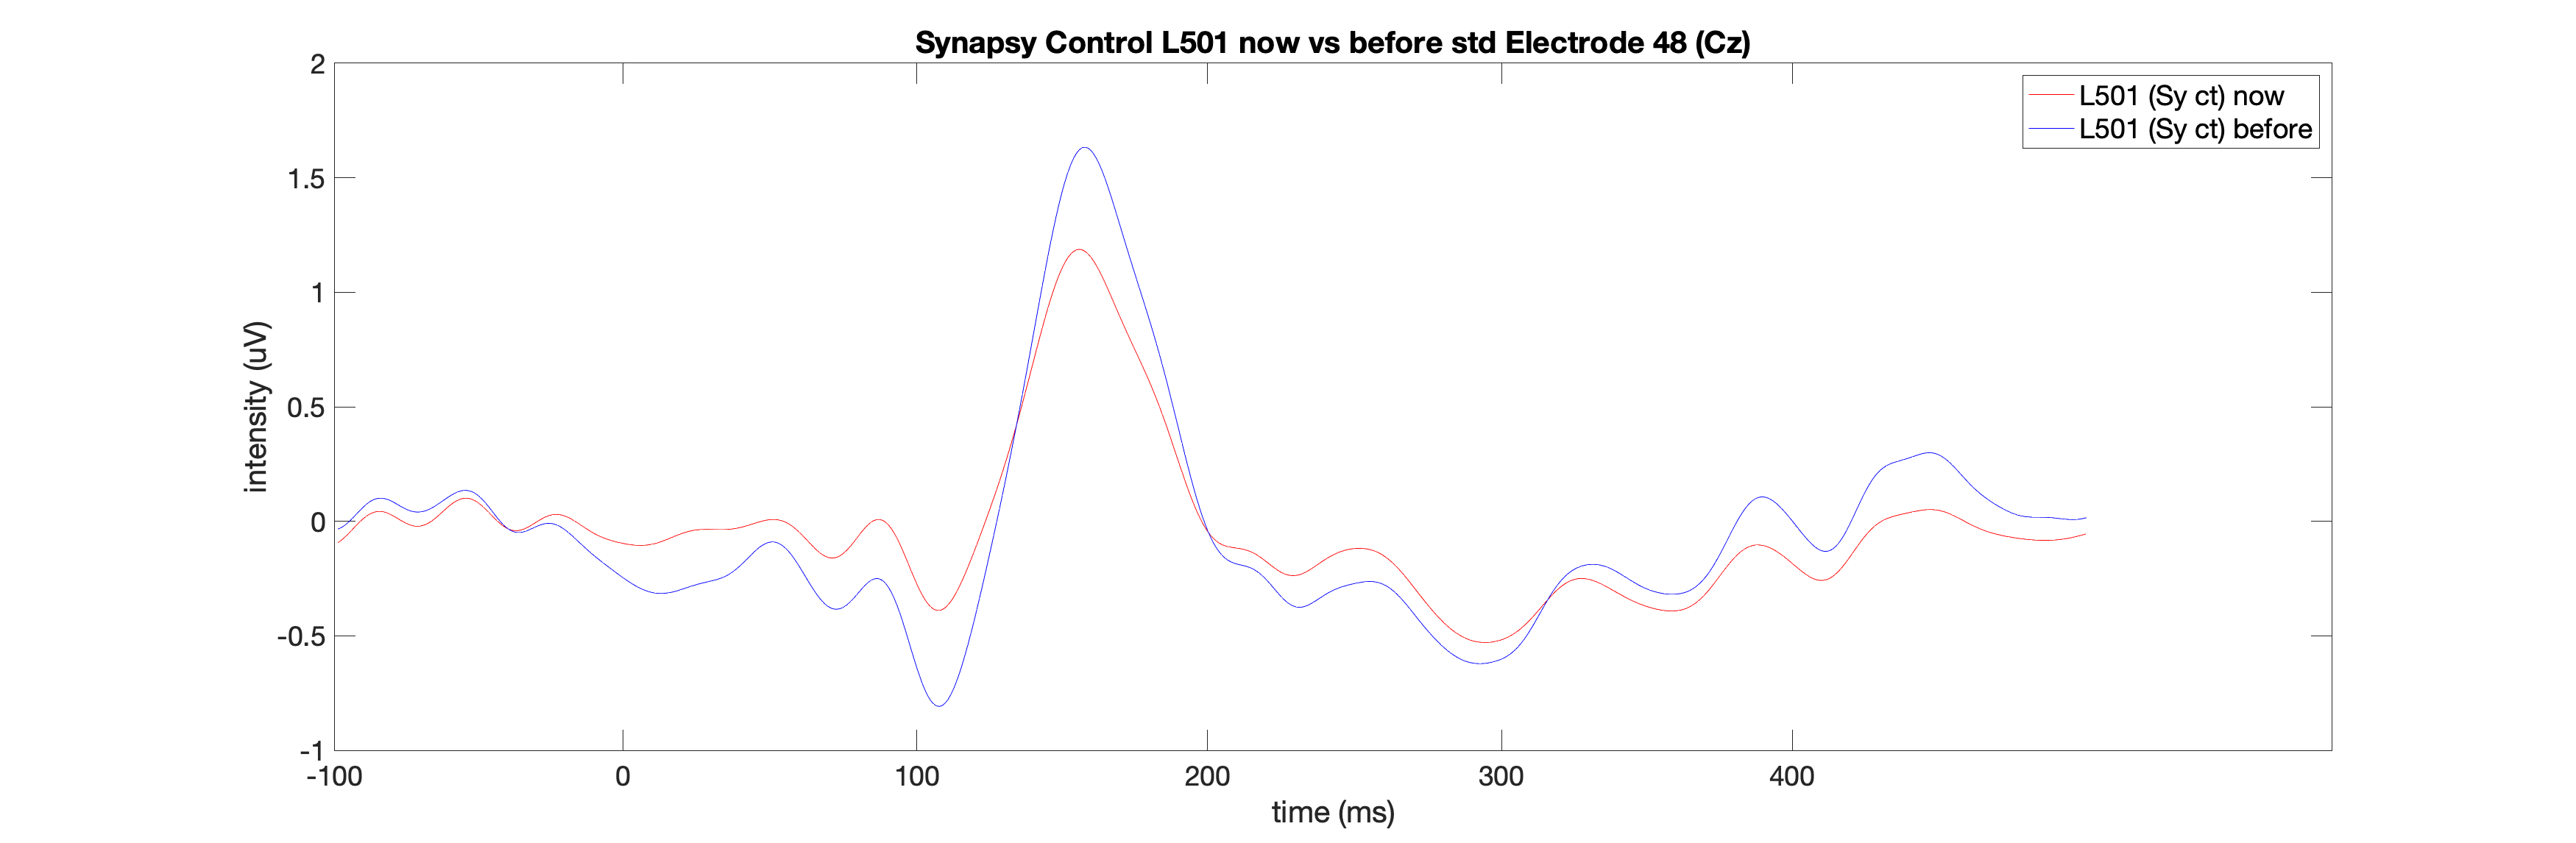 Synapsy Control L501 now vs before std Electrode 48 (Cz)
L501 (Sy ct) now
L501 (Sy ct) before
intensity (uV)
2
1.5
1
0.5
0
-0.5
-1
-100 0 100 200 300 400
time (ms)